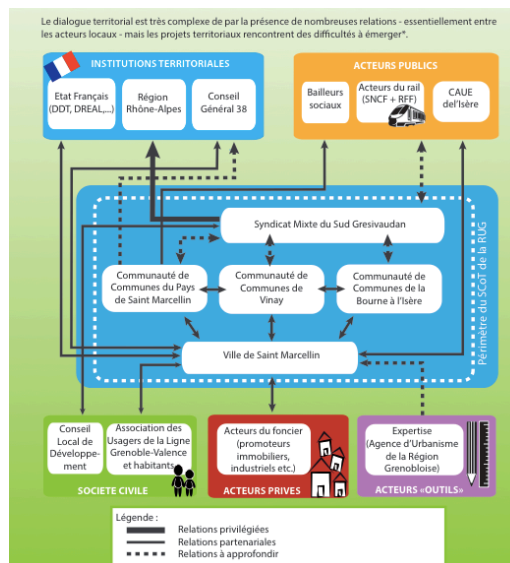 Le dialogue territorial est très complexe de par la présence de nombreuses relations - essentiellement entre
les acteurs locaux - mais les projets territoriaux rencontrent des difficultés à émerger*.
INSTITUTIONS TERRITORIALES
Etat Français
(DDT, DREAL,...)
Région
Rhône-Alpes
Conseil
Général 38
ACTEURS PUBLICS
Bailleurs
sociaux
Acteurs du rail
(SNCF + RFF)
CAUE
del'Isère
Syndicat Mixte du Sud Gresivaudan
Communauté de
Communes du Pays
de Saint Marcellin
Communauté de
Communes de
Vinay
Communauté de
Communes de la
Bourne à l'Isère
Ville de Saint Marcellin
Périmètre du SCoT de la RUG
Conseil
Local de
Développe-
ment
Association des
Usagers de la Ligne
Grenoble-Valence
et habitants
SOCIETE CIVILE
Acteurs du foncier
(promoteurs
immobiliers,
industriels etc.)
ACTEURS PRIVES
Expertise
(Agence d'Urbanisme
de la Région
Grenobloise)
ACTEURS «OUTILS»
Légende :
Relations privilégiées
Relations partenariales
Relations à approfondir